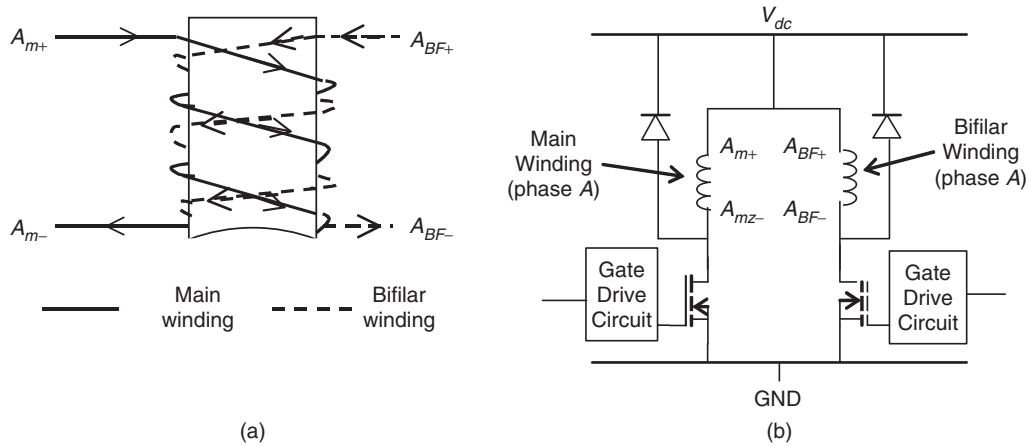 A_{m+}
A_{BF+}
A_{m–}
A_{BF–}
Main
winding
Bifilar
winding
(a)
V_{dc}
Main
Winding
(phase A)
A_{m+}
A_{BF+}
Bifilar
Winding
(phase A)
A_{mz–}
A_{BF–}
Gate
Drive
Circuit
Gate
Drive
Circuit
GND
(b)